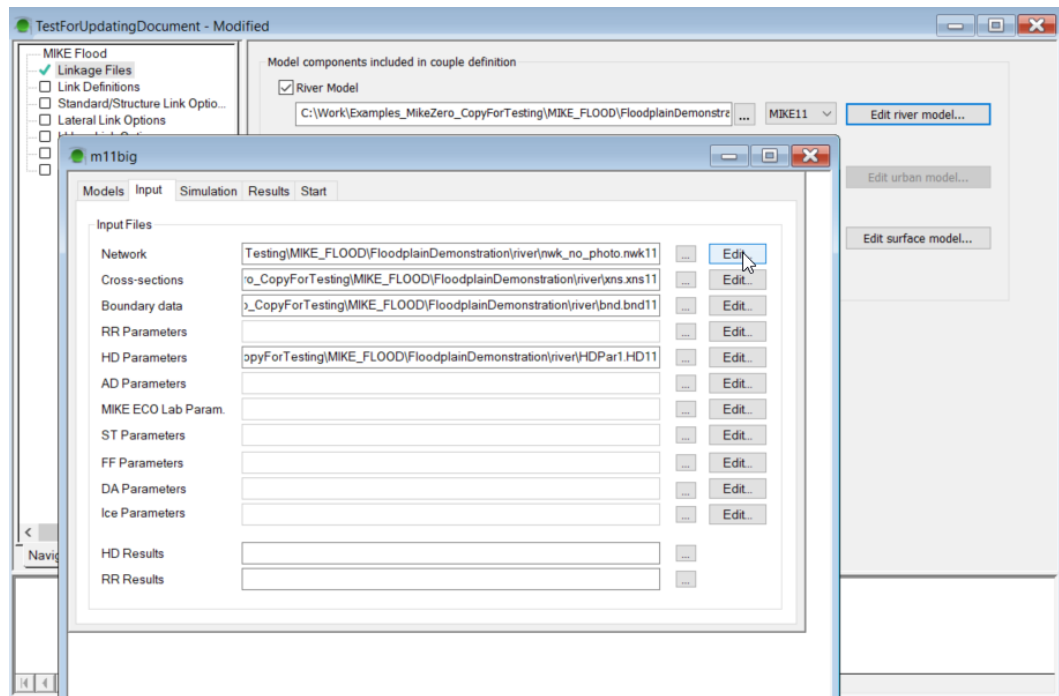 TestForUpdatingDocument - Modified
MIKE Flood
Linkage Files
Link Definitions
Standard/Structure Link Optio...
Lateral Link Options
Model components included in couple definition
River Model
C:\Work\Examples_MikeZero_CopyForTesting\MIKE_FLOOD\FloodplainDemonstra ... MIKE11 Edit river model...
Edit urban model...
Edit surface model...
m11big
Models Input Simulation Results Start
Input Files
Network Testing\MIKE_FLOOD\FloodplainDemonstration\river\nwk_no_photo.nwk11 ... Edit...
Cross-sections ro_CopyForTesting\MIKE_FLOOD\FloodplainDemonstration\river\xns.xns11 ... Edit...
Boundary data o_CopyForTesting\MIKE_FLOOD\FloodplainDemonstration\river\bnd.bnd11 ... Edit...
RR Parameters ... Edit...
HD Parameters opyForTesting\MIKE_FLOOD\FloodplainDemonstration\river\HDPar1.HD11 ... Edit...
AD Parameters ... Edit...
MIKE ECO Lab Param. ... Edit...
ST Parameters ... Edit...
FF Parameters ... Edit...
DA Parameters ... Edit...
Ice Parameters ... Edit...
HD Results ...
RR Results ...
Navig